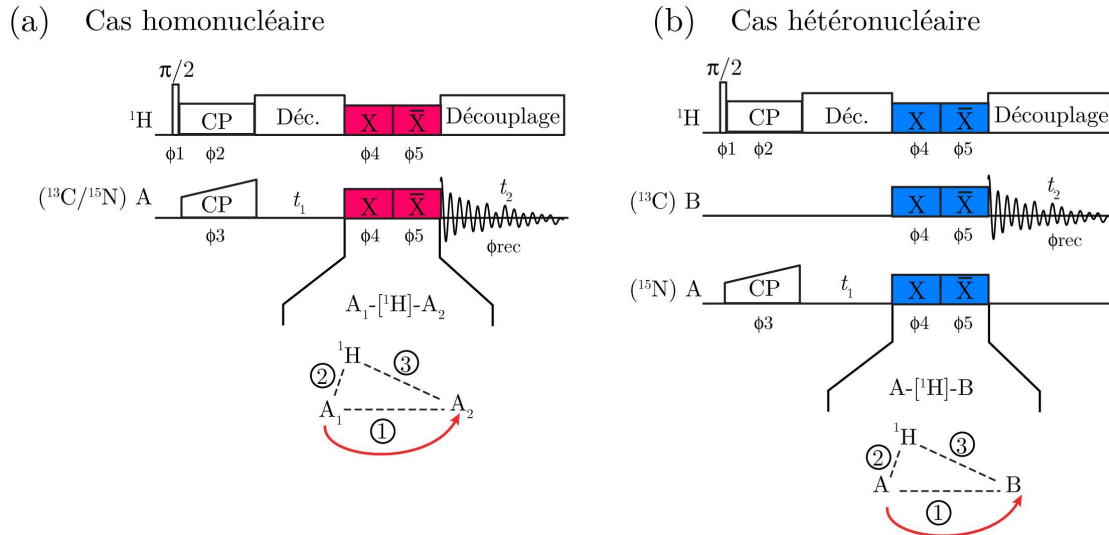 (a) Cas homonucléaire
π/2
¹H CP Déc. X X̅ Découplage
ϕ1 ϕ2 ϕ4 ϕ5
(¹³C/¹⁵N) A CP t₁ X X̅ t₂
ϕ3 ϕ4 ϕ5 ϕrec
A₁-[¹H]-A₂
¹H
② ③
A₁ A₂
①
(b) Cas hétéronucléaire
π/2
¹H CP Déc. X X̅ Découplage
ϕ1 ϕ2 ϕ4 ϕ5
(¹³C) B X X̅ t₂
ϕ4 ϕ5 ϕrec
(¹⁵N) A CP t₁ X X̅
ϕ3 ϕ4 ϕ5
A-[¹H]-B
¹H
② ③
A B
①